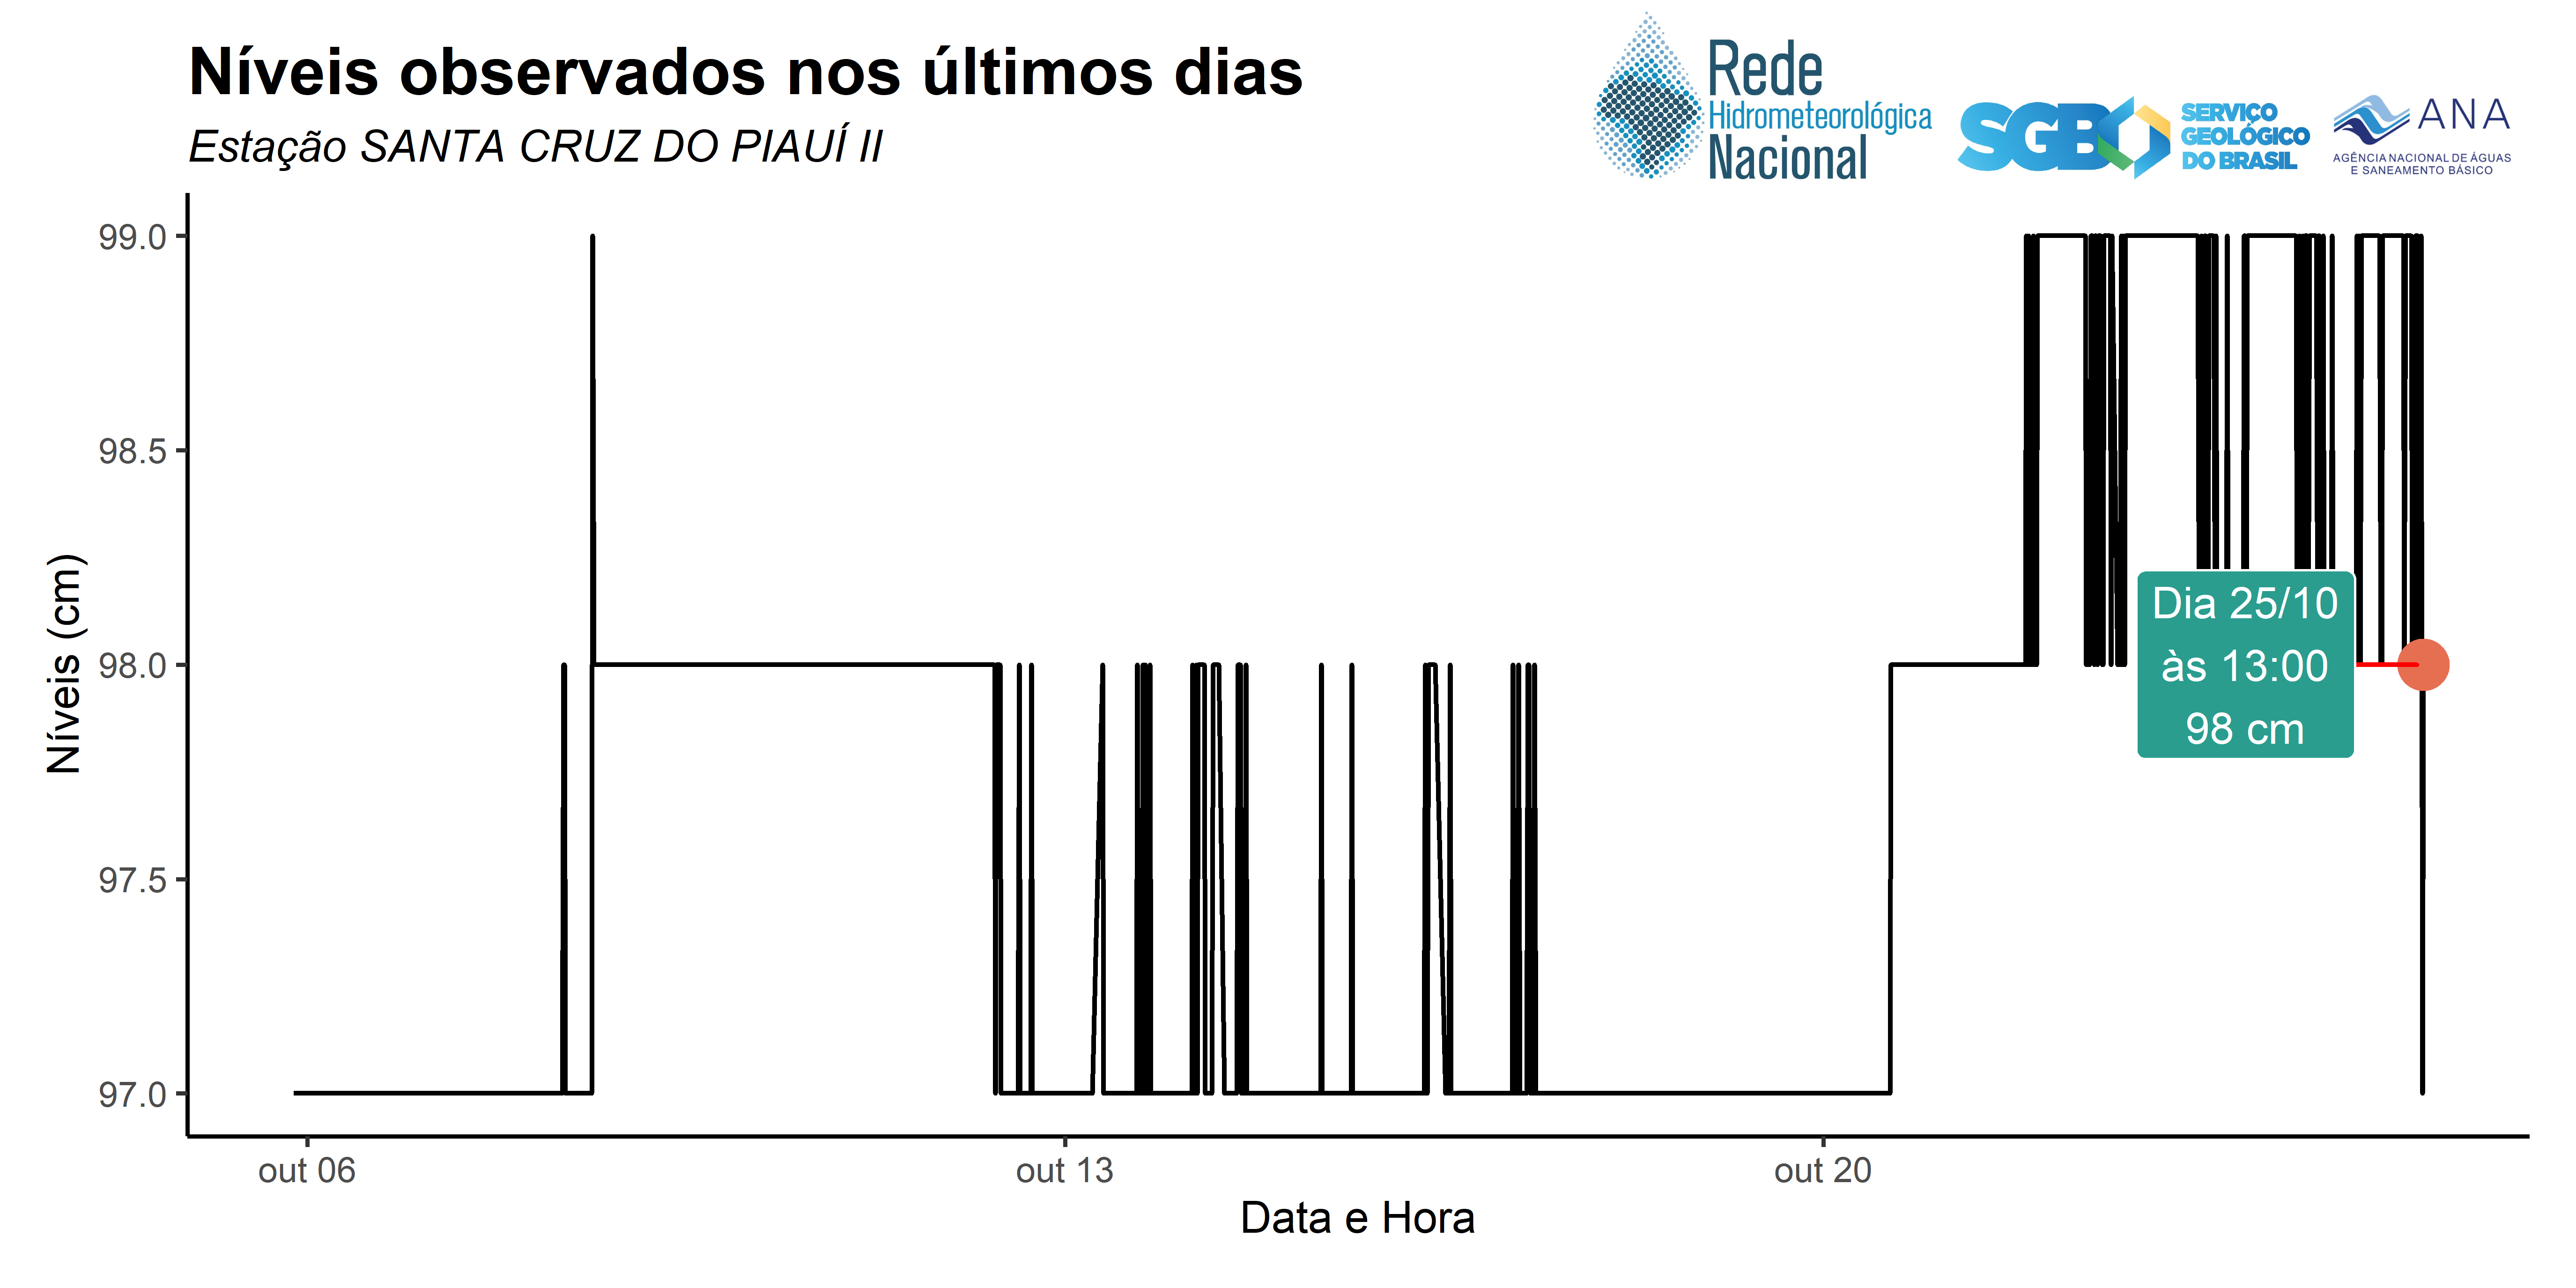 Níveis observados nos últimos dias
Estação SANTA CRUZ DO PIAUÍ II
Rede
Hidrometeorológica
Nacional
SGB
SERVIÇO
GEOLÓGICO
DO BRASIL
ANA
AGÊNCIA NACIONAL DE ÁGUAS
E SANEAMENTO BÁSICO
Níveis (cm)
99.0
98.5
98.0
97.5
97.0
Dia 25/10
às 13:00
98 cm
out 06
out 13
out 20
Data e Hora